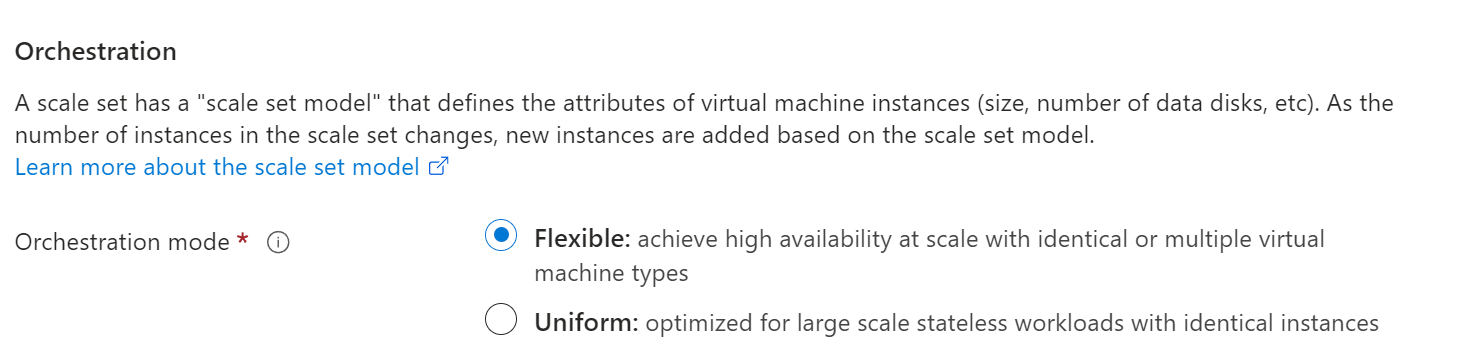 Orchestration
A scale set has a "scale set model" that defines the attributes of virtual machine instances (size, number of data disks, etc). As the
number of instances in the scale set changes, new instances are added based on the scale set model.
Learn more about the scale set model
Orchestration mode *
Flexible: achieve high availability at scale with identical or multiple virtual
machine types
Uniform: optimized for large scale stateless workloads with identical instances